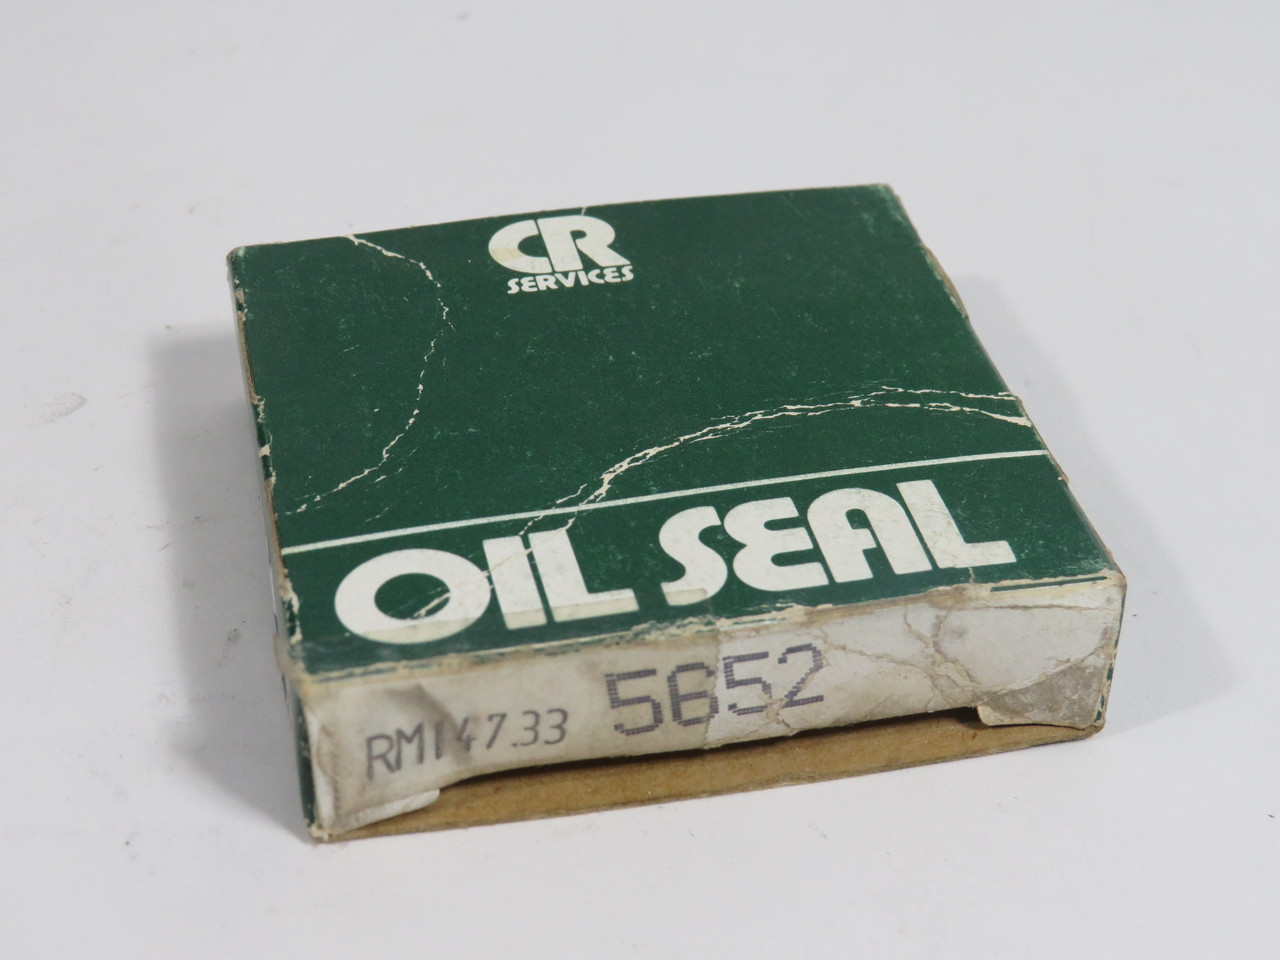 CR
SERVICES
OIL SEAL
RM147.33 5652